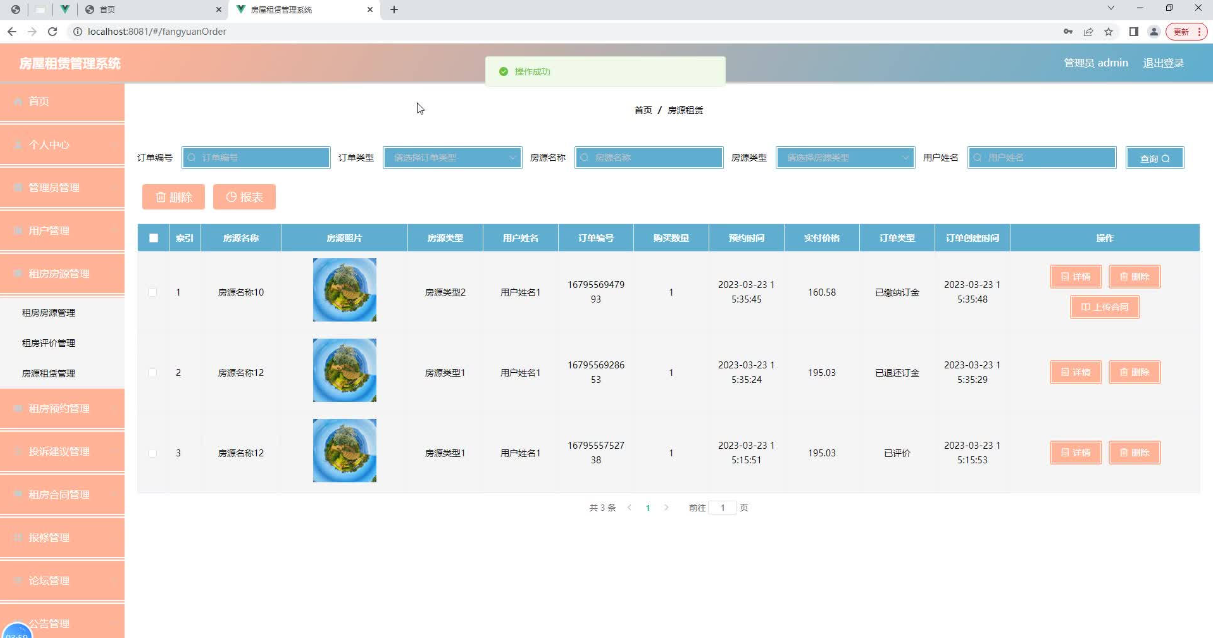 首页
房屋租赁管理系统
localhost:8081/#/fangyuanOrder
更新
房屋租赁管理系统
操作成功
管理员 admin
退出登录
首页
个人中心
管理员管理
用户管理
租房房源管理
租房房源管理
租房评价管理
房源租赁管理
租房预约管理
投诉建议管理
租房合同管理
报修管理
论坛管理
公告管理
首页 / 房源租赁
订单编号 订单编号 订单类型 请选择订单类型 房源名称 房源名称 房源类型 请选择房源类型 用户姓名 用户姓名 查询
删除 报表
索引 房源名称 房源照片 房源类型 用户姓名 订单编号 购买数量 预约时间 实付价格 订单类型 订单创建时间 操作
1 房源名称10 房源类型2 用户姓名1 1679556947993 1 2023-03-23 15:35:45 160.58 已缴纳订金 2023-03-23 15:35:48 详情 删除 上传合同
2 房源名称12 房源类型1 用户姓名1 1679556928653 1 2023-03-23 15:35:24 195.03 已退还订金 2023-03-23 15:35:29 详情 删除
3 房源名称12 房源类型1 用户姓名1 1679555752738 1 2023-03-23 15:15:51 195.03 已评价 2023-03-23 15:15:53 详情 删除
共 3 条 1 前往 1 页